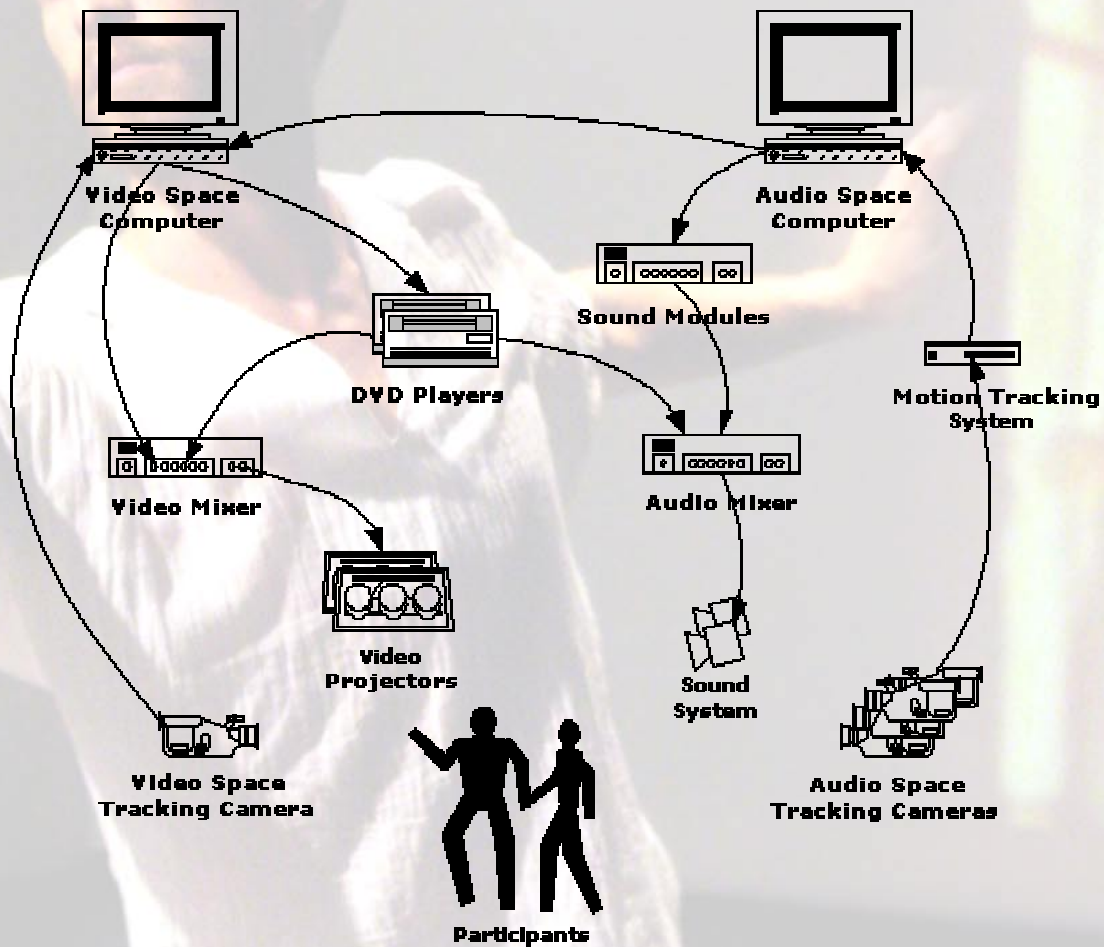 Video Space
Computer
Audio Space
Computer
Sound Modules
DVD Players
Motion Tracking
System
Video Mixer
Audio Mixer
Video
Projectors
Sound
System
Video Space
Tracking Camera
Audio Space
Tracking Cameras
Participants